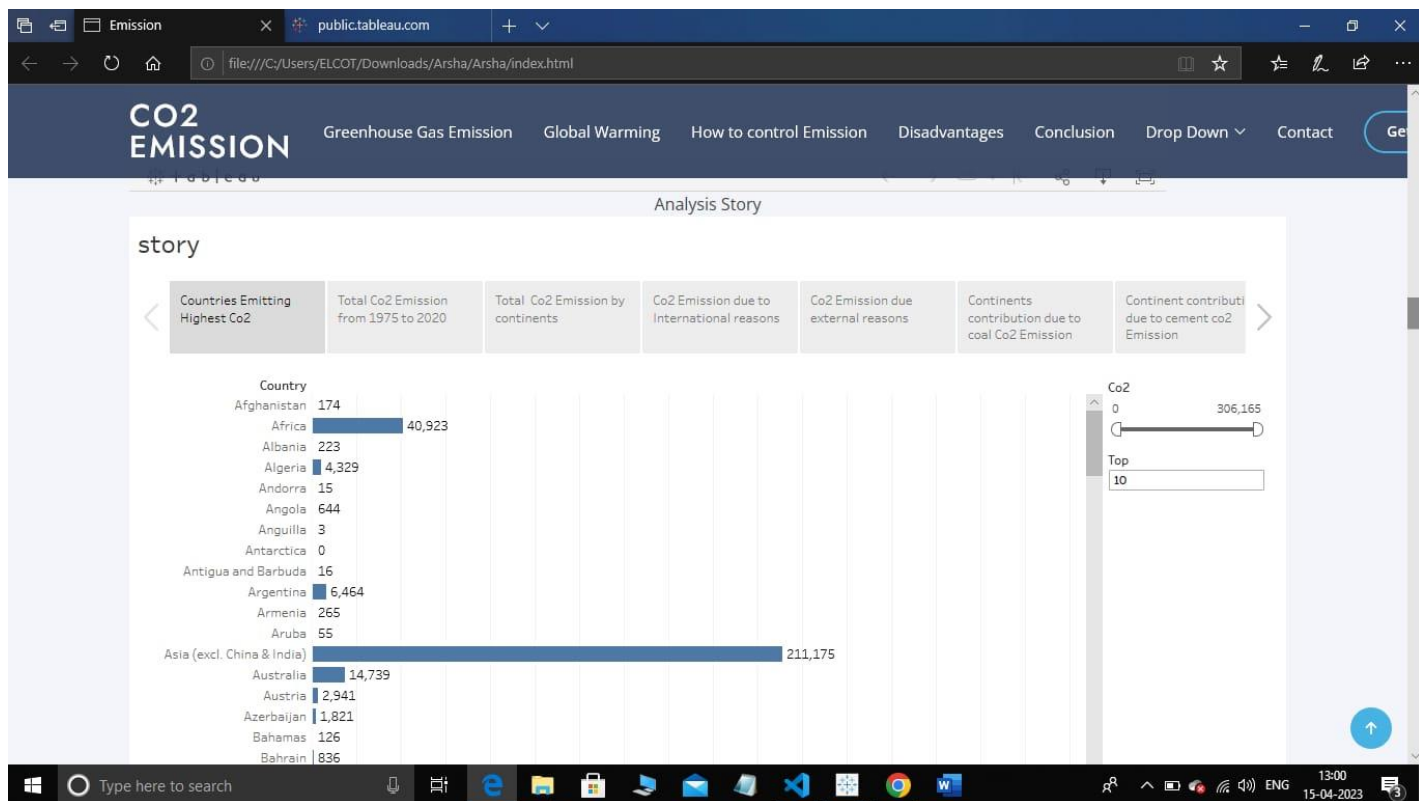 Emission
public.tableau.com
file:///C:/Users/ELCOT/Downloads/Arsha/Arsha/index.html
CO2
EMISSION
Greenhouse Gas Emission
Global Warming
How to control Emission
Disadvantages
Conclusion
Drop Down
Contact
Ge
Analysis Story
story
Countries Emitting
Highest Co2
Total Co2 Emission
from 1975 to 2020
Total Co2 Emission by
continents
Co2 Emission due to
International reasons
Co2 Emission due
external reasons
Continents
contribution due to
coal Co2 Emission
Continent contributi
due to cement co2
Emission
Country
Afghanistan 174
Africa 40,923
Albania 223
Algeria 4,329
Andorra 15
Angola 644
Anguilla 3
Antarctica 0
Antigua and Barbuda 16
Argentina 6,464
Armenia 265
Aruba 55
Asia (excl. China & India) 211,175
Australia 14,739
Austria 2,941
Azerbaijan 1,821
Bahamas 126
Bahrain 836
Co2
0 306,165
Top
10
Type here to search
ENG
13:00
15-04-2023
3